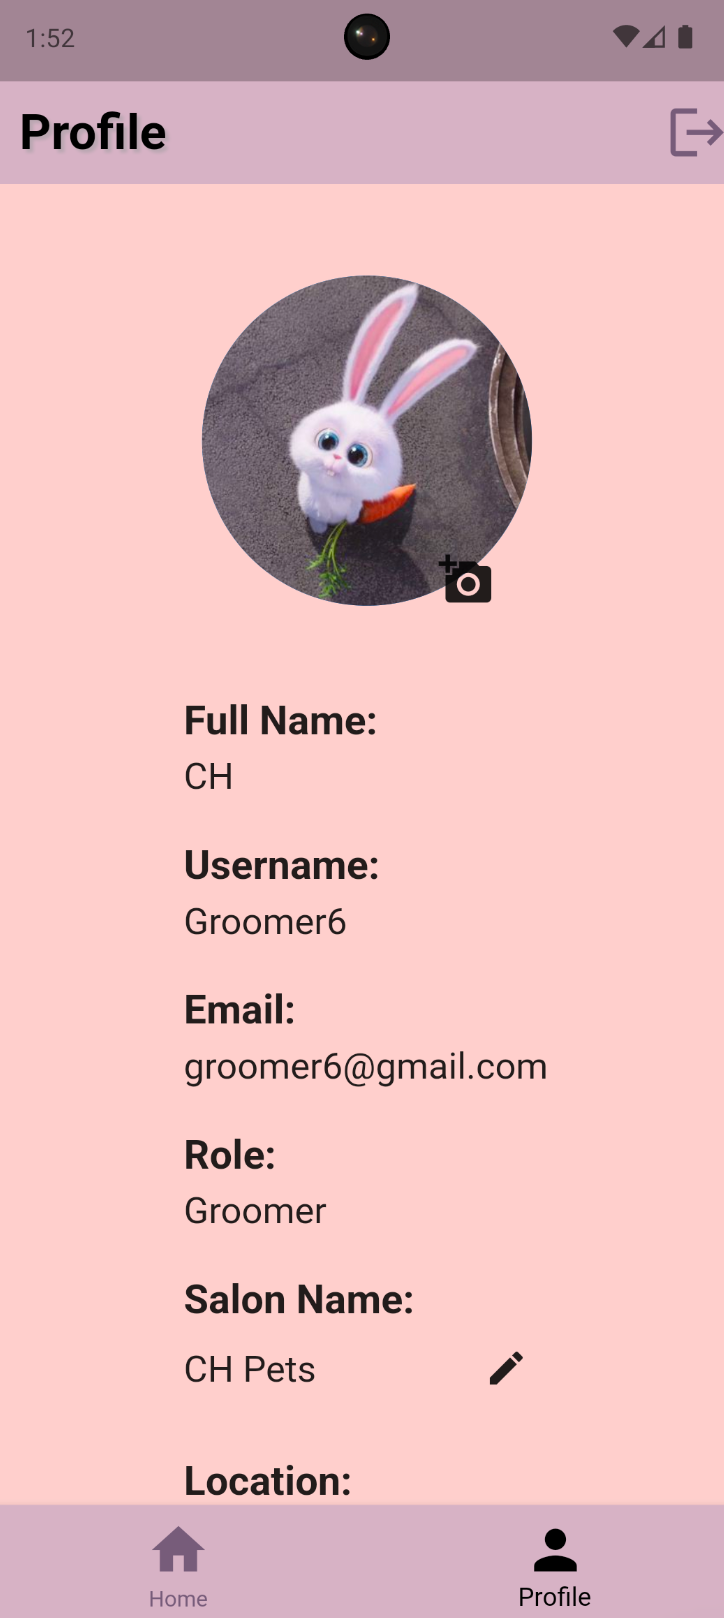 1:52
Profile
Full Name:
CH
Username:
Groomer6
Email:
groomer6@gmail.com
Role:
Groomer
Salon Name:
CH Pets
Location:
Home
Profile